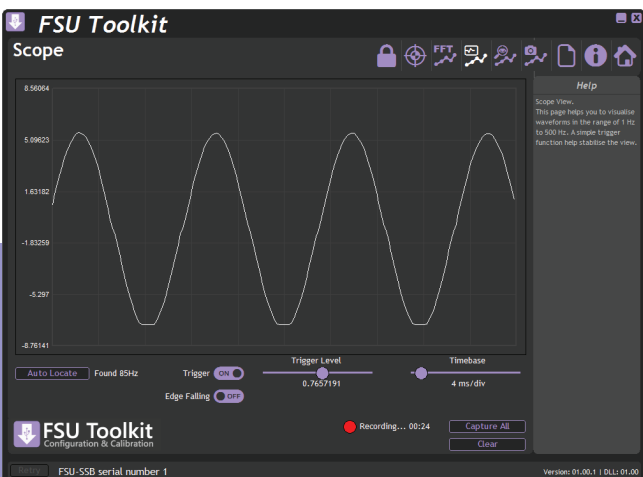 FSU Toolkit
Scope
FFT
Help
Scope View.
This page helps you to visualise
waveforms in the range of 1 Hz
to 500 Hz. A simple trigger
function help stabilise the view.
8.56064
5.09823
1.63182
-1.83259
-5.297
-8.76141
Auto Locate Found 85Hz
Trigger ON
Edge Falling OFF
Trigger Level
0.7657191
Timebase
4 ms/div
FSU Toolkit
Configuration & Calibration
Recording... 00:24
Capture All
Clear
Retry FSU-SSB serial number 1
Version: 01.00.1 | DLL: 01.00